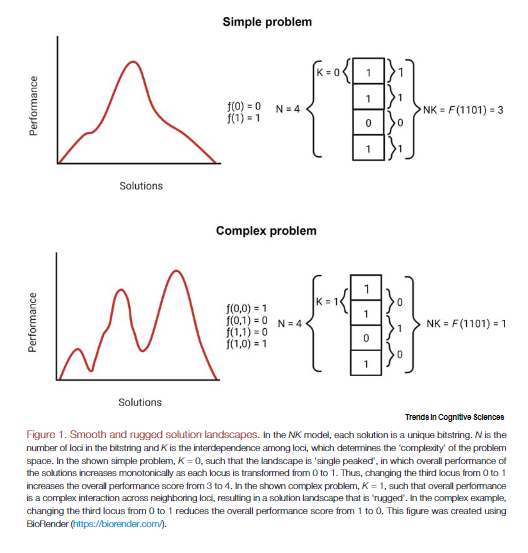 Simple problem
Performance
Solutions
f(0) = 0
f(1) = 1
N = 4
K = 0
1
1
0
1
1
1
0
1
NK = F(1101) = 3
Complex problem
Performance
Solutions
f(0,0) = 1
f(0,1) = 0
f(1,1) = 0
f(1,0) = 1
N = 4
K = 1
1
1
0
1
0
1
0
NK = F(1101) = 1
Trends in Cognitive Sciences
Figure 1. Smooth and rugged solution landscapes. In the NK model, each solution is a unique bitstring. N is the
number of loci in the bitstring and K is the interdependence among loci, which determines the 'complexity' of the problem
space. In the shown simple problem, K = 0, such that the landscape is 'single peaked', in which overall performance of
the solutions increases monotonically as each locus is transformed from 0 to 1. Thus, changing the third locus from 0 to 1
increases the overall performance score from 3 to 4. In the shown complex problem, K = 1, such that overall performance
is a complex interaction across neighboring loci, resulting in a solution landscape that is 'rugged'. In the complex example,
changing the third locus from 0 to 1 reduces the overall performance score from 1 to 0. This figure was created using
BioRender (https://biorender.com/).